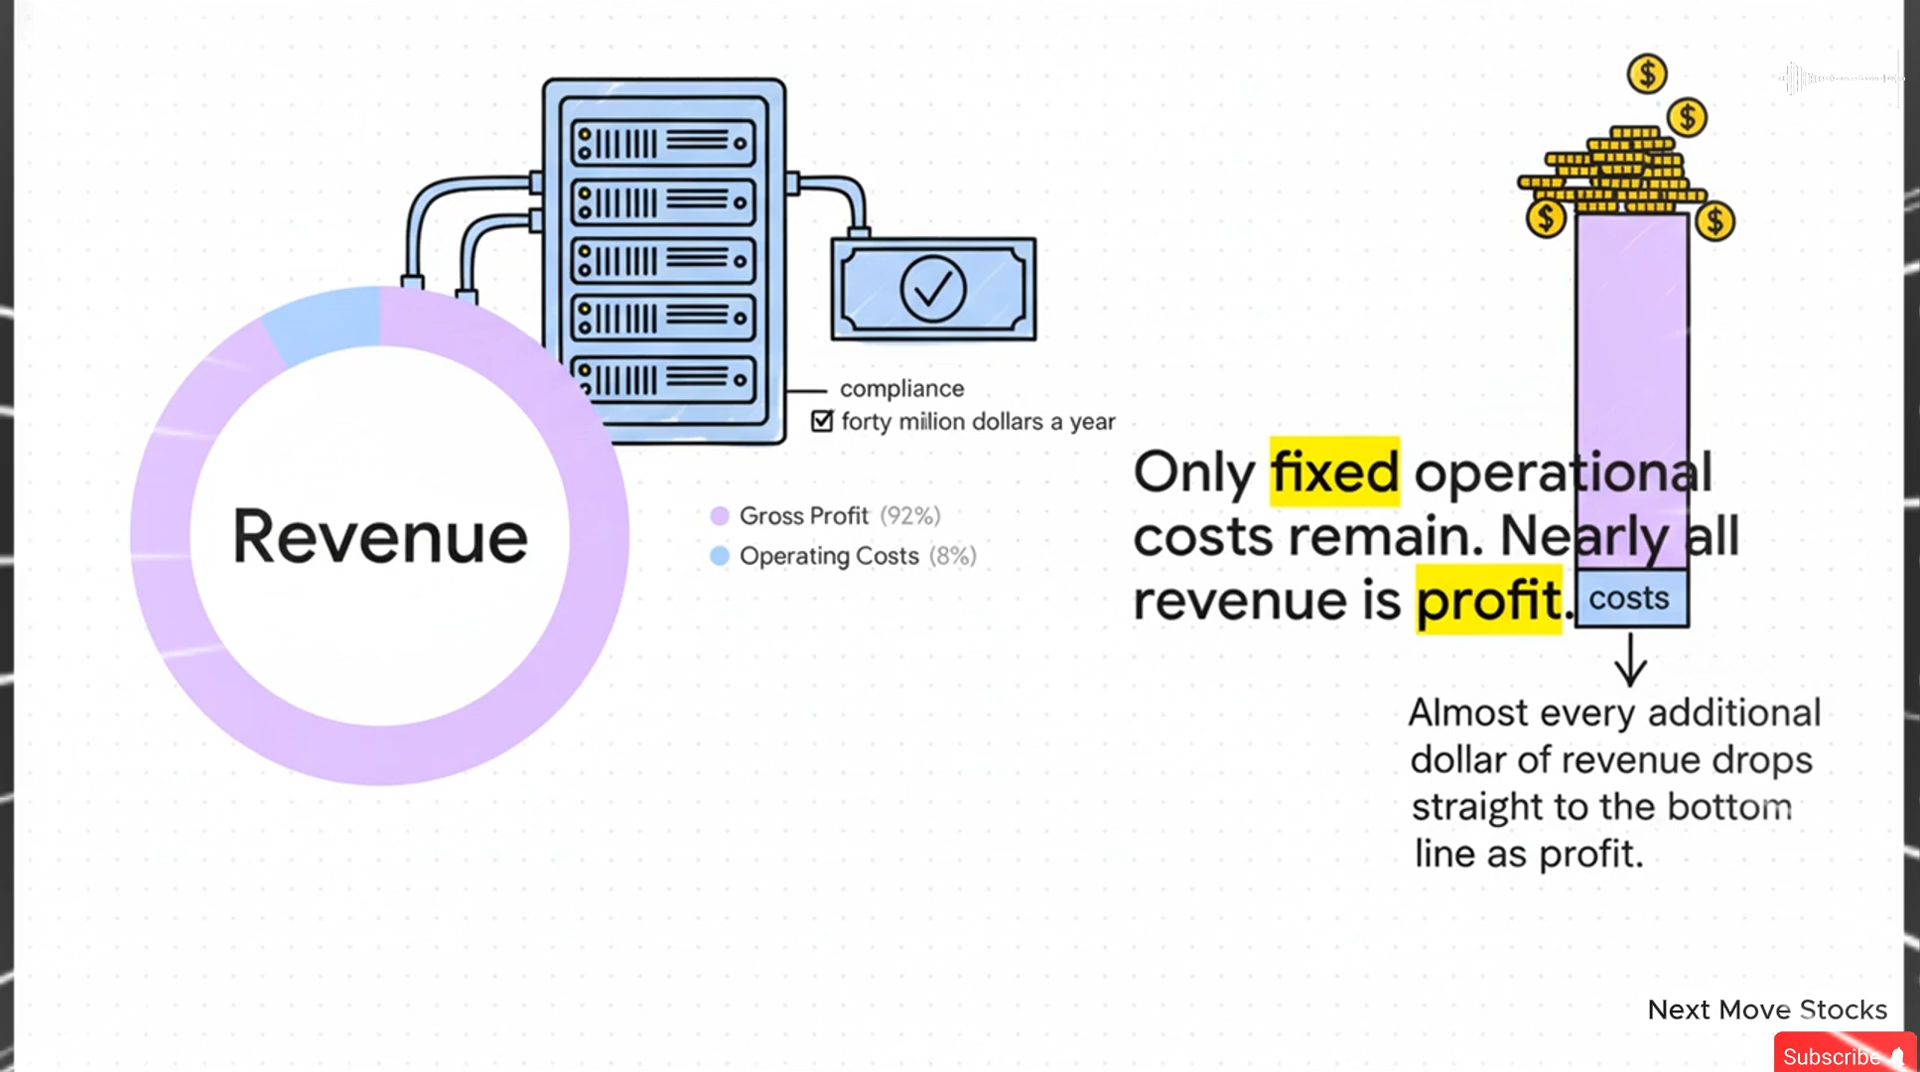 compliance
forty million dollars a year
Revenue
Gross Profit (92%)
Operating Costs (8%)
Only fixed operational
costs remain. Nearly all
revenue is profit.
costs
Almost every additional
dollar of revenue drops
straight to the bottom
line as profit.
Next Move Stocks
Subscribe